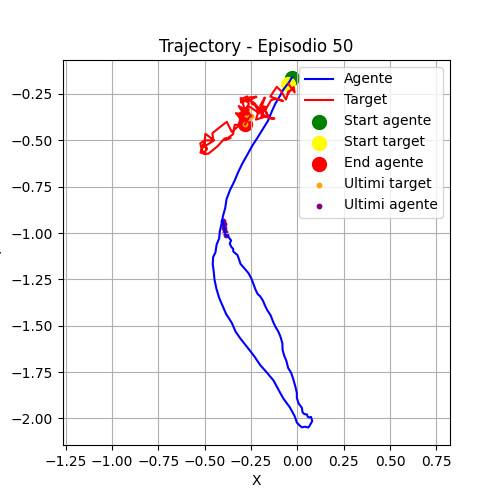 Trajectory - Episodio 50
Agente
Target
Start agente
Start target
End agente
Ultimi target
Ultimi agente
−0.25
−0.50
−0.75
−1.00
−1.25
−1.50
−1.75
−2.00
−1.25 −1.00 −0.75 −0.50 −0.25 0.00 0.25 0.50 0.75
X